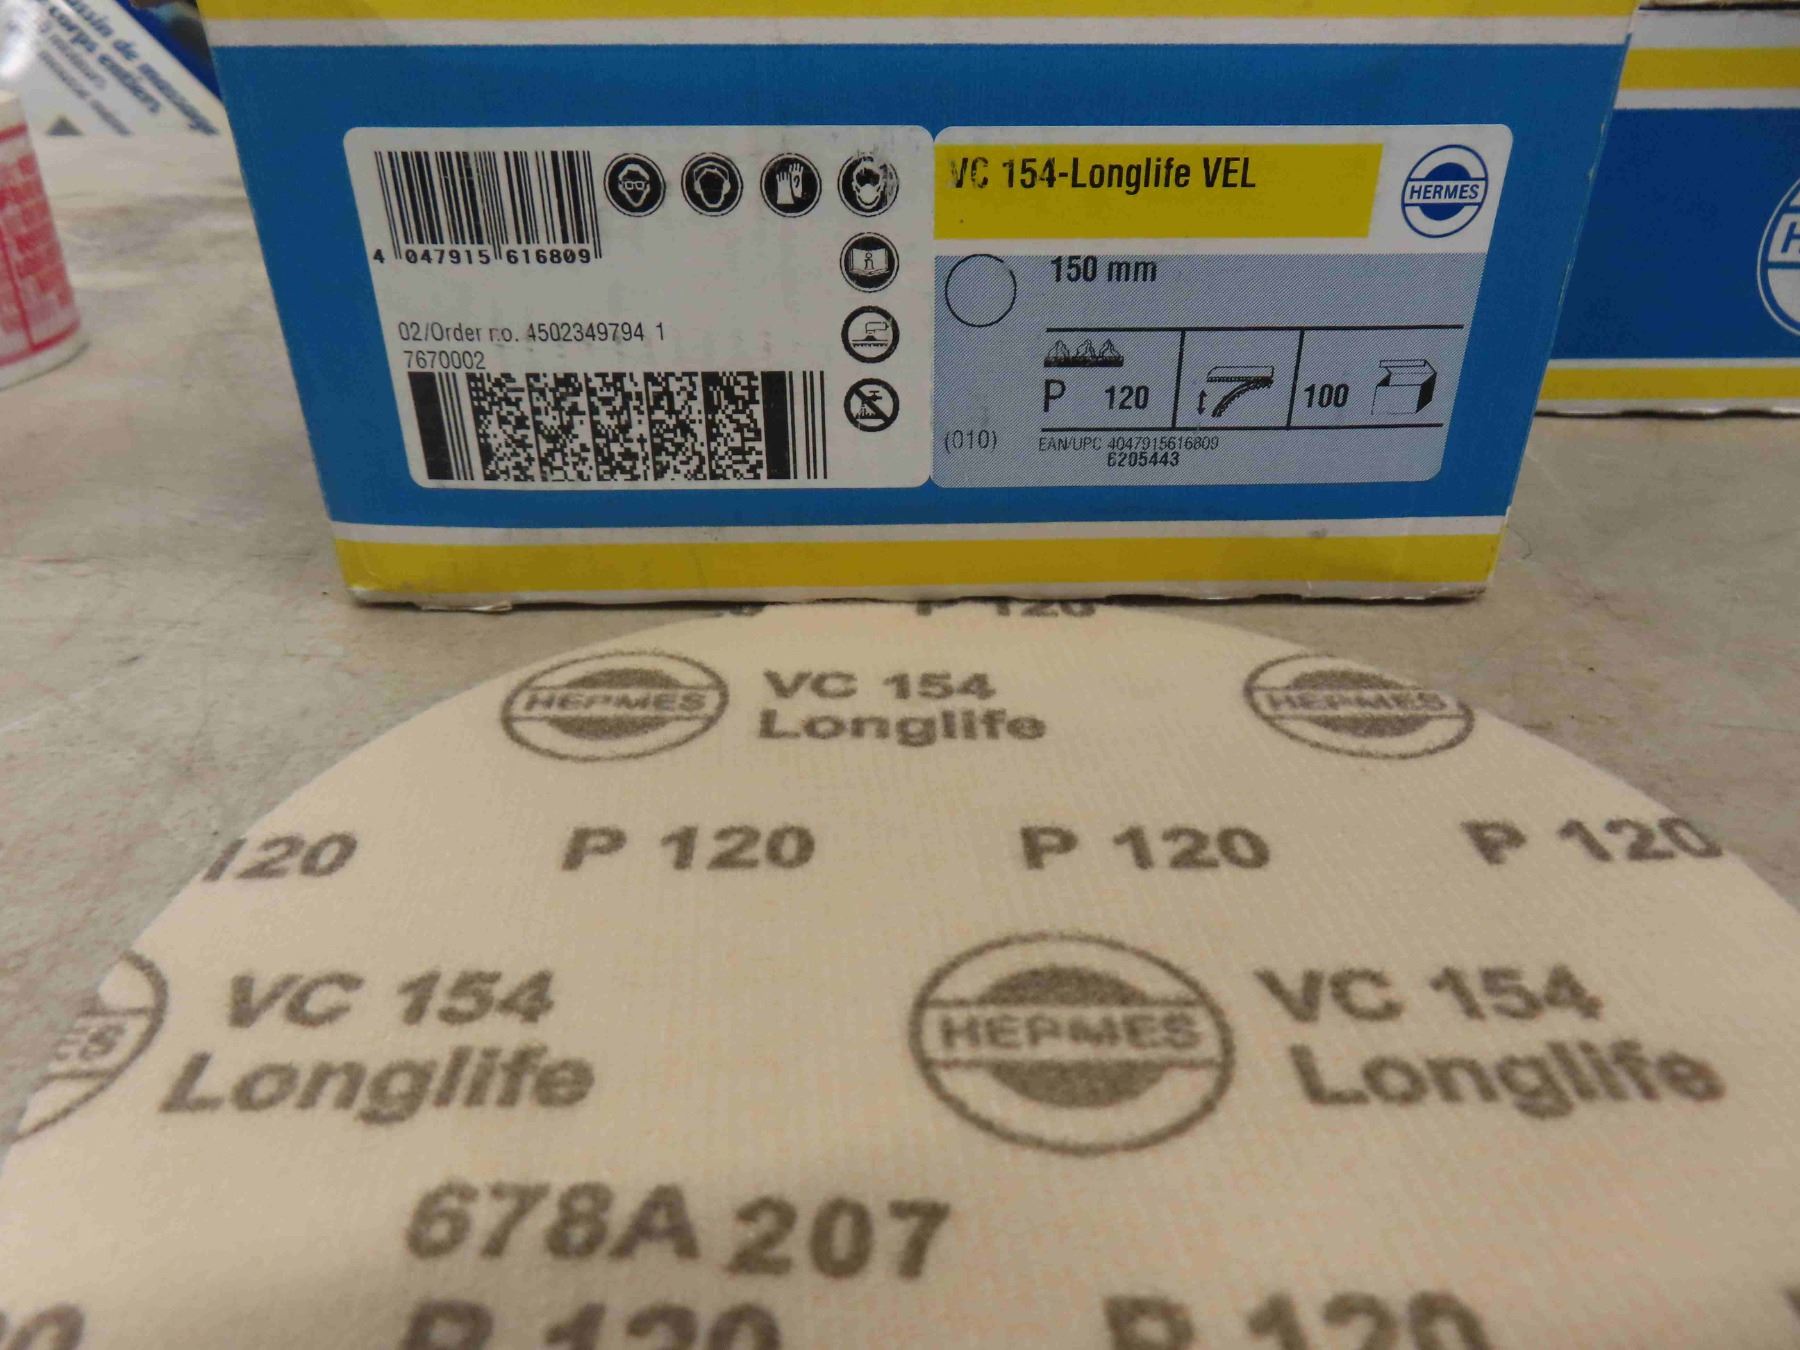 4 047915 616809
02/Order no. 4502349794 1
7670002
VC 154-Longlife VEL
HERMES
150 mm
P 120
100
(010)
EAN/UPC 4047915616809
6205443
P 120
HERMES
VC 154
Longlife
HERMES
120
P 120
P 120
P 120
VC 154
Longlife
HERMES
VC 154
Longlife
678A 207
P 120
P 120